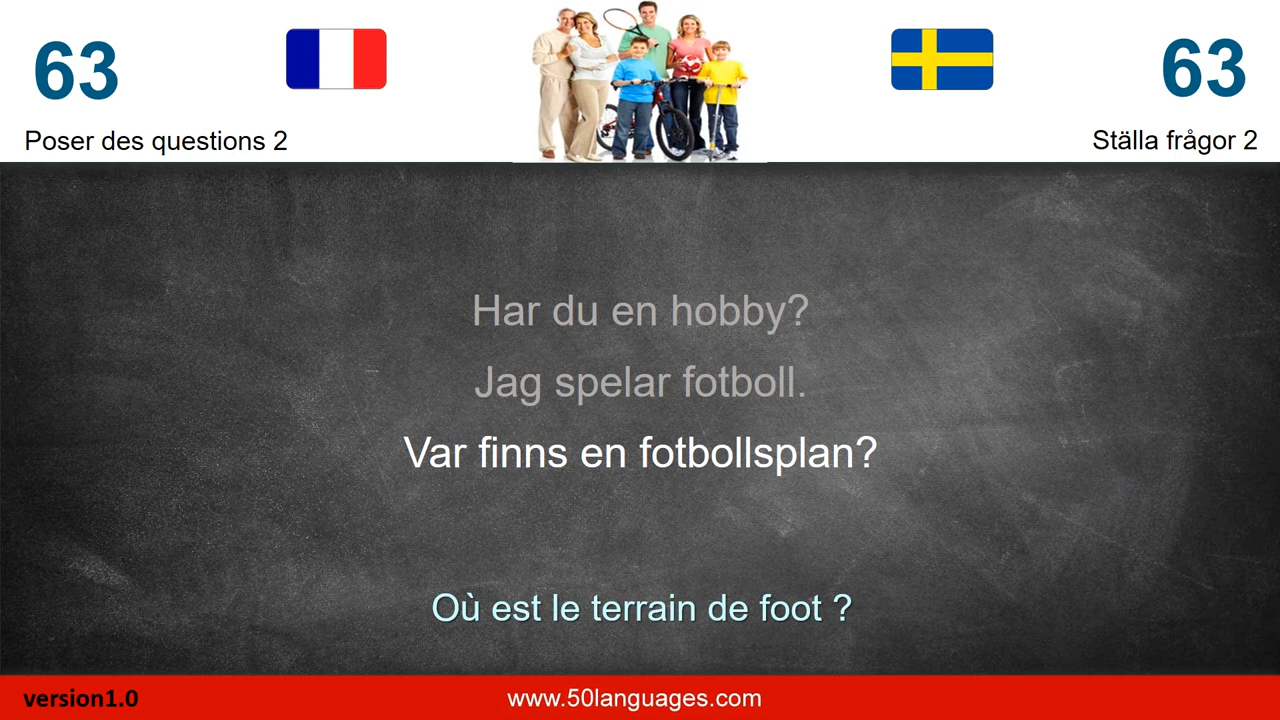 63
63
Poser des questions 2
Ställa frågor 2
Har du en hobby?
Jag spelar fotboll.
Var finns en fotbollsplan?
Où est le terrain de foot ?
version1.0
www.50languages.com